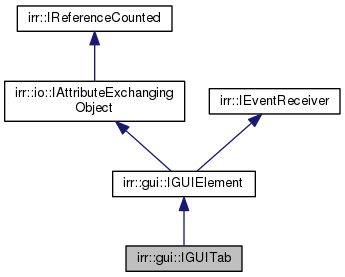 irr::IReferenceCounted
irr::io::IAttributeExchanging
Object
irr::IEventReceiver
irr::gui::IGUIElement
irr::gui::IGUITab